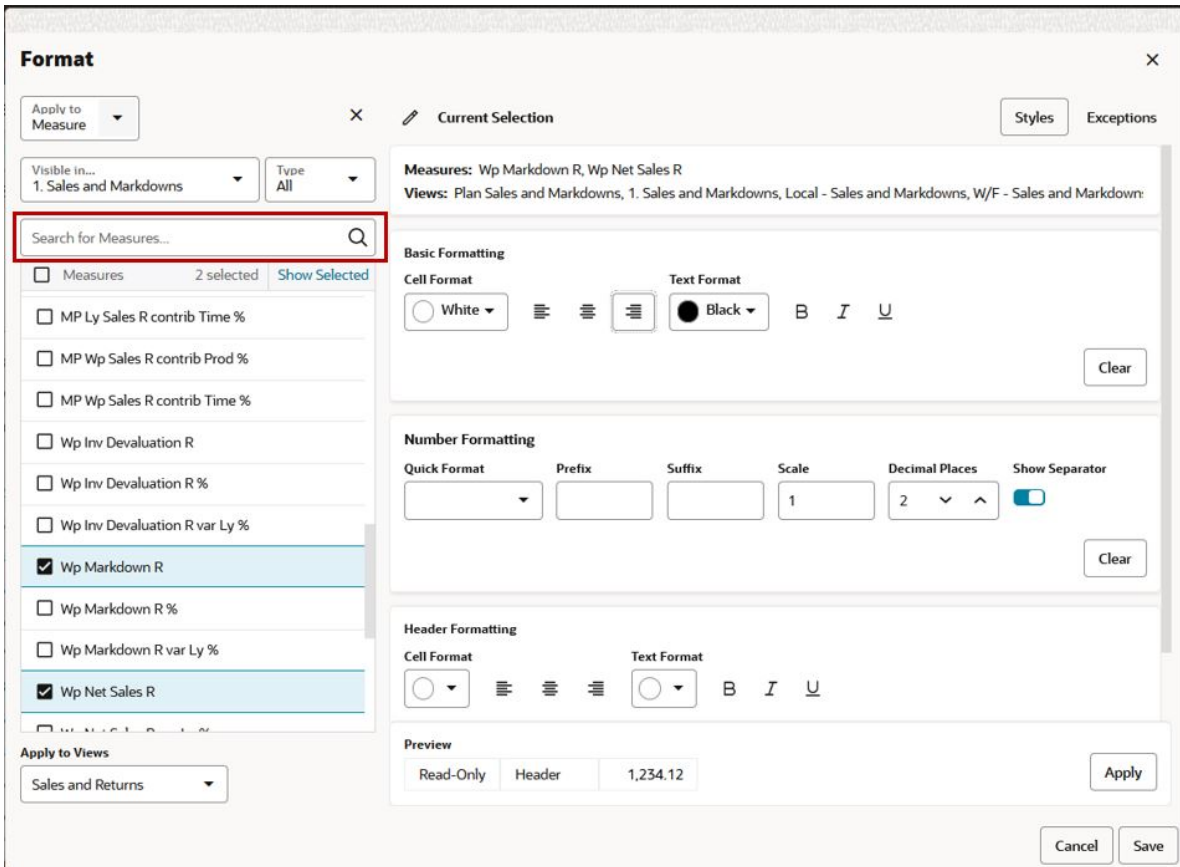 Format
Apply to
Measure
Visible in...
1. Sales and Markdowns
Type
All
Search for Measures...
Measures 2 selected Show Selected
MP Ly Sales R contrib Time %
MP Wp Sales R contrib Prod %
MP Wp Sales R contrib Time %
Wp Inv Devaluation R
Wp Inv Devaluation R %
Wp Inv Devaluation R var Ly %
Wp Markdown R
Wp Markdown R %
Wp Markdown R var Ly %
Wp Net Sales R
Apply to Views
Sales and Returns
Current Selection Styles Exceptions
Measures: Wp Markdown R, Wp Net Sales R
Views: Plan Sales and Markdowns, 1. Sales and Markdowns, Local - Sales and Markdowns, W/F - Sales and Markdown
Basic Formatting
Cell Format Text Format
White Black B I U
Clear
Number Formatting
Quick Format Prefix Suffix Scale Decimal Places Show Separator
1 2
Clear
Header Formatting
Cell Format Text Format
B I U
Preview
Read-Only Header 1,234.12 Apply
Cancel Save